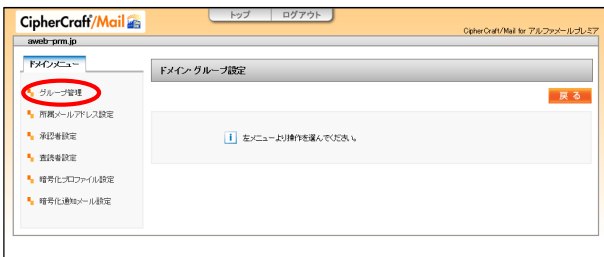 CipherCraft/Mail
トップ ログアウト
CipherCraft/Mail for アルファメールプレミア
aweb-prm.jp
ドメインメニュー
ドメイン・グループ設定
グループ管理
戻る
所属メールアドレス設定
承認者設定
左メニューより操作を選んでください。
査読者設定
暗号化プロファイル設定
暗号化通知メール設定